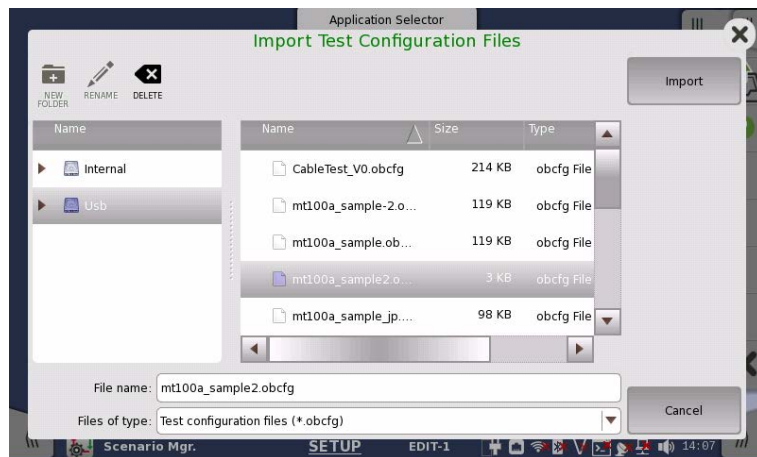 Application Selector
Import Test Configuration Files
Import
NEW FOLDER
RENAME
DELETE
Name
Name Size Type
Internal
Usb
CableTest_V0.obcfg 214 KB obcfg File
mt100a_sample-2.o... 119 KB obcfg File
mt100a_sample.ob... 119 KB obcfg File
mt100a_sample2.o... 3 KB obcfg File
mt100a_sample_jp.... 98 KB obcfg File
File name: mt100a_sample2.obcfg
Files of type: Test configuration files (*.obcfg)
Cancel
Scenario Mgr. SETUP EDIT-1 14:07